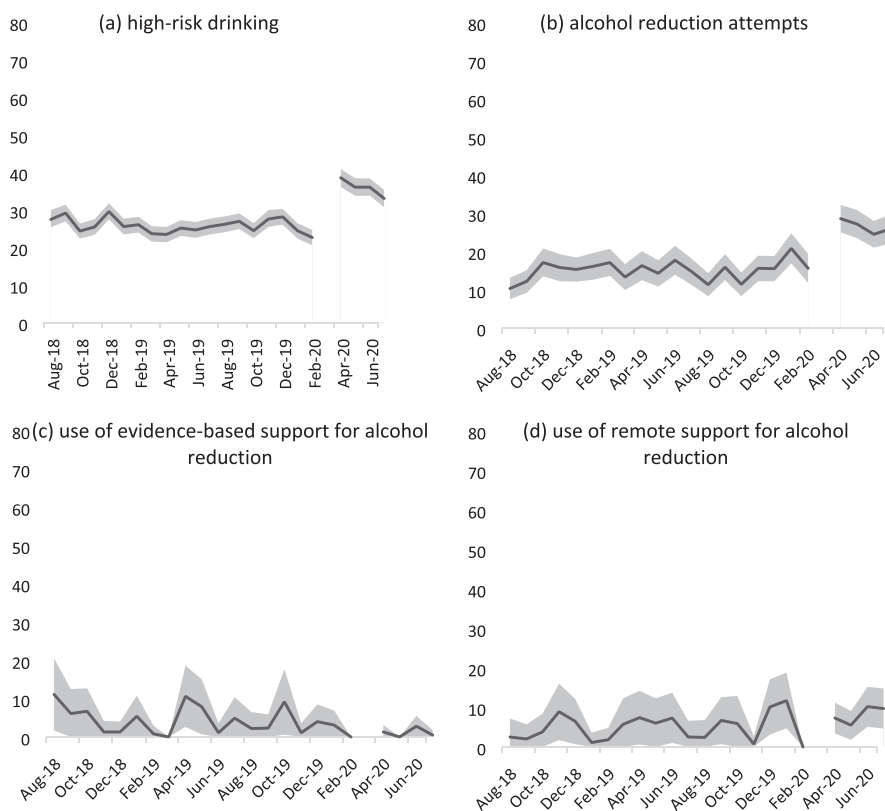 (a) high-risk drinking
80
70
60
50
40
30
20
10
0
Aug-18
Oct-18
Dec-18
Feb-19
Apr-19
Jun-19
Aug-19
Oct-19
Dec-19
Feb-20
Apr-20
Jun-20
(b) alcohol reduction attempts
80
70
60
50
40
30
20
10
0
Aug-18
Oct-18
Dec-18
Feb-19
Apr-19
Jun-19
Aug-19
Oct-19
Dec-19
Feb-20
Apr-20
Jun-20
(c) use of evidence-based support for alcohol
reduction
80
70
60
50
40
30
20
10
0
Aug-18
Oct-18
Dec-18
Feb-19
Apr-19
Jun-19
Aug-19
Oct-19
Dec-19
Feb-20
Apr-20
Jun-20
(d) use of remote support for alcohol
reduction
80
70
60
50
40
30
20
10
0
Aug-18
Oct-18
Dec-18
Feb-19
Apr-19
Jun-19
Aug-19
Oct-19
Dec-19
Feb-20
Apr-20
Jun-20